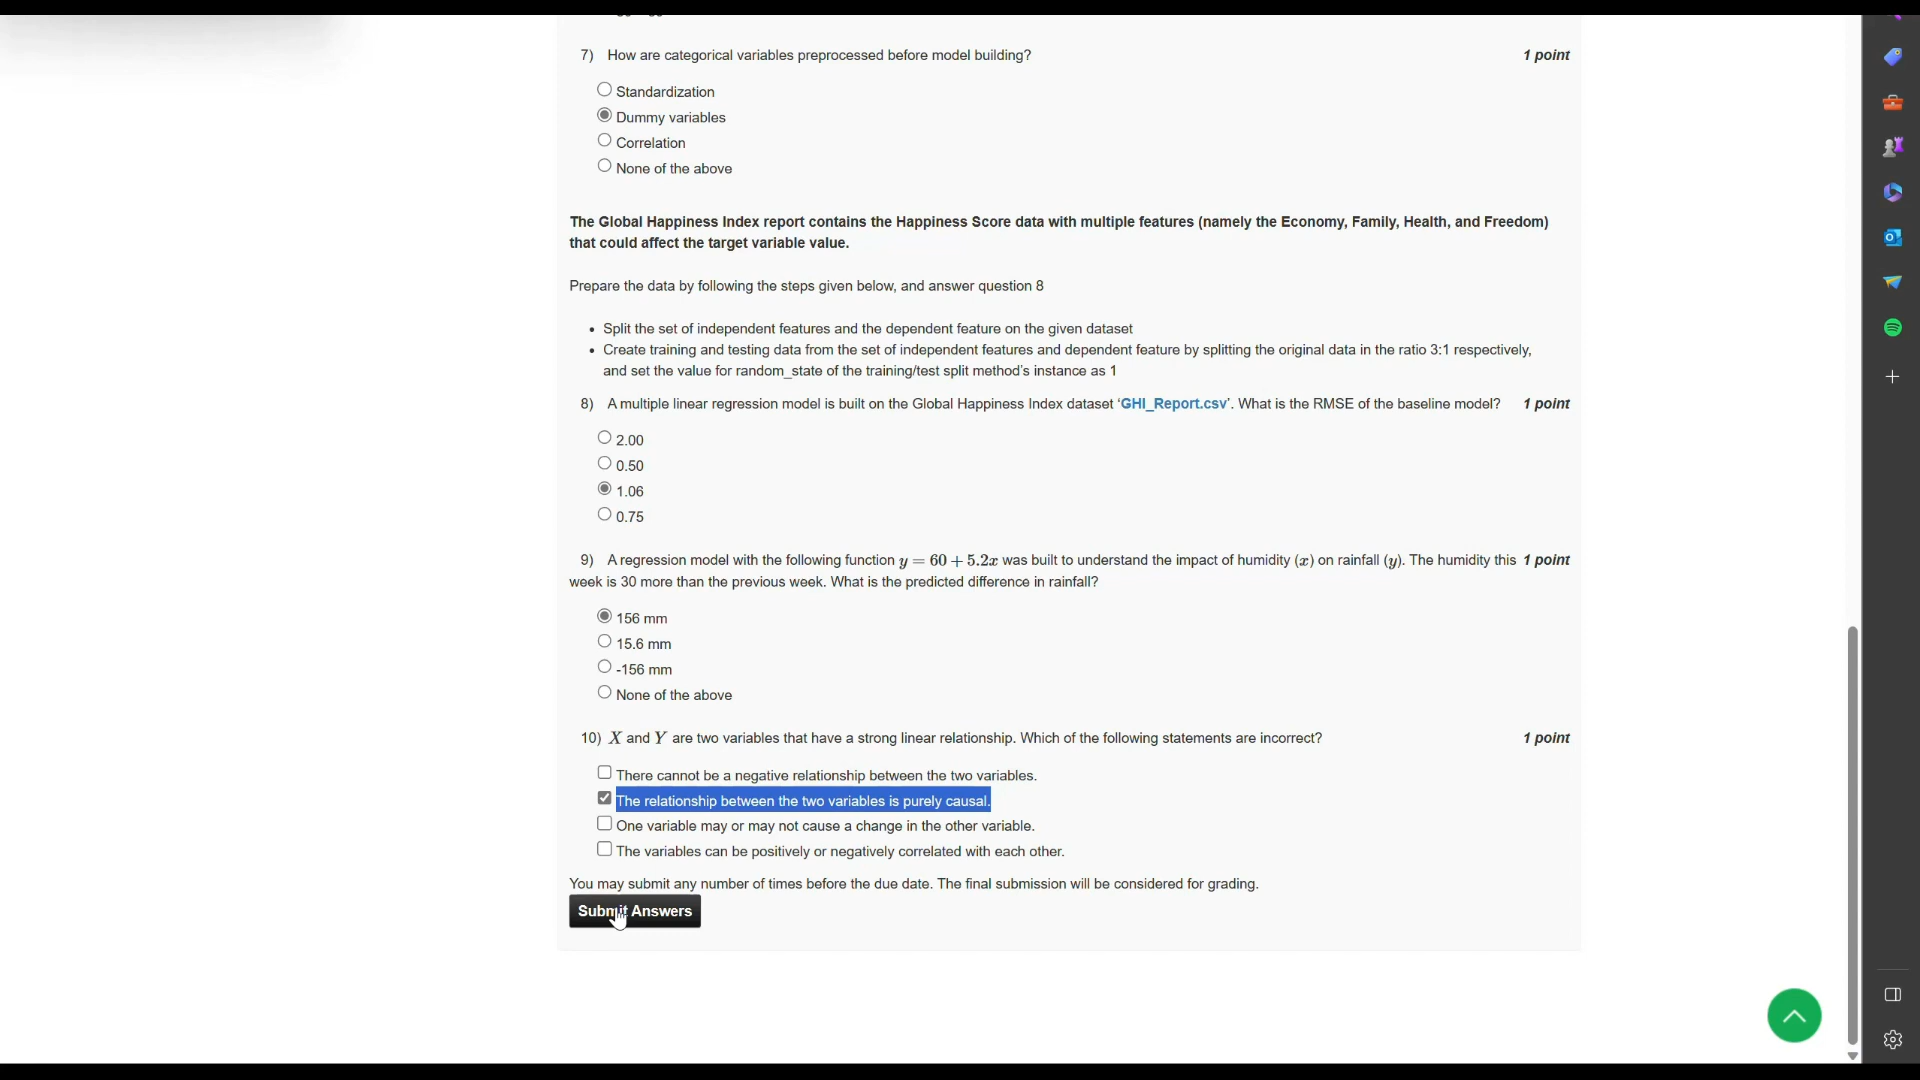 7) How are categorical variables preprocessed before model building? 1 point
Standardization
Dummy variables
Correlation
None of the above
The Global Happiness Index report contains the Happiness Score data with multiple features (namely the Economy, Family, Health, and Freedom)
that could affect the target variable value.
Prepare the data by following the steps given below, and answer question 8
• Split the set of independent features and the dependent feature on the given dataset
• Create training and testing data from the set of independent features and dependent feature by splitting the original data in the ratio 3:1 respectively,
and set the value for random_state of the training/test split method's instance as 1
8) A multiple linear regression model is built on the Global Happiness Index dataset 'GHI_Report.csv'. What is the RMSE of the baseline model? 1 point
2.00
0.50
1.06
0.75
9) A regression model with the following function y = 60 + 5.2x was built to understand the impact of humidity (x) on rainfall (y). The humidity this 1 point
week is 30 more than the previous week. What is the predicted difference in rainfall?
156 mm
15.6 mm
-156 mm
None of the above
10) X and Y are two variables that have a strong linear relationship. Which of the following statements are incorrect? 1 point
There cannot be a negative relationship between the two variables.
The relationship between the two variables is purely causal.
One variable may or may not cause a change in the other variable.
The variables can be positively or negatively correlated with each other.
You may submit any number of times before the due date. The final submission will be considered for grading.
Submit Answers